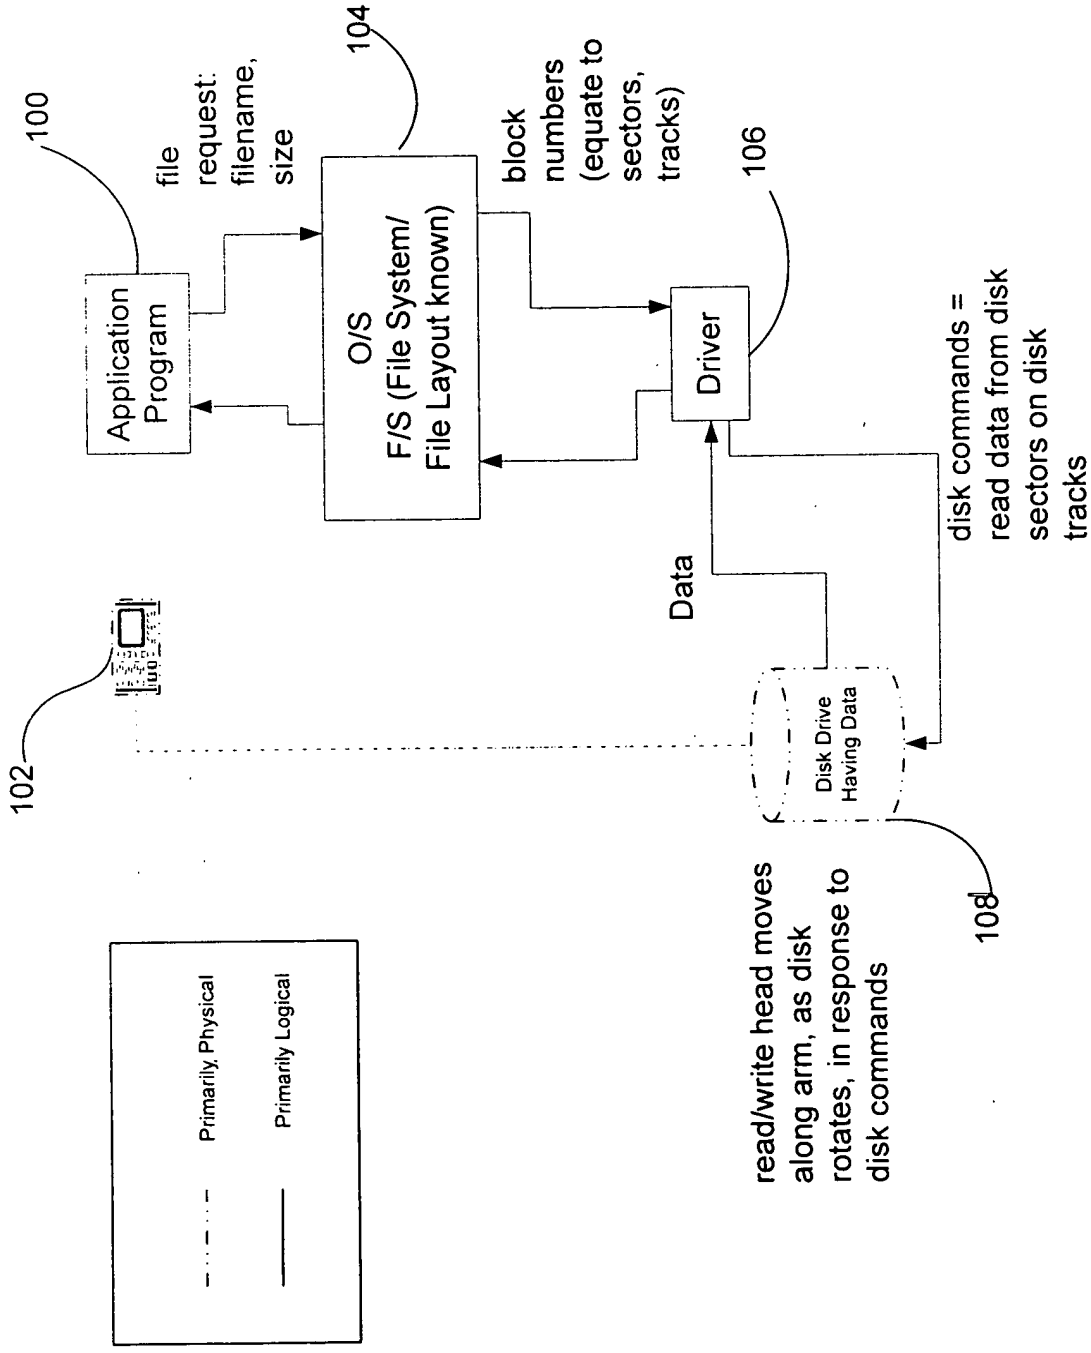 Primarily Physical
Primarily Logical
102
100
Application
Program
file
request:
filename,
size
104
O/S
F/S (File System/
File Layout known)
block
numbers
(equate to
sectors,
tracks)
Driver
106
Data
Disk Drive
Having Data
108
read/write head moves
along arm, as disk
rotates, in response to
disk commands
disk commands =
read data from disk
sectors on disk
tracks